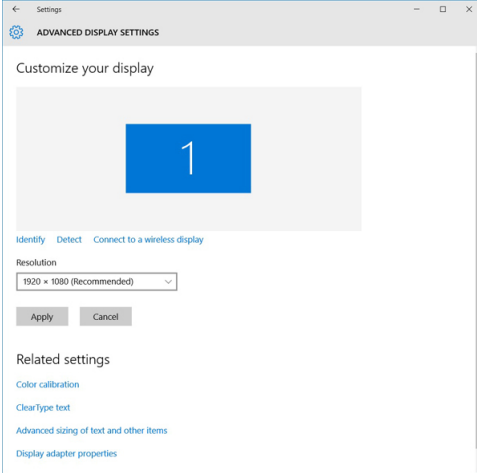 Settings
ADVANCED DISPLAY SETTINGS
Customize your display
1
Identify Detect Connect to a wireless display
Resolution
1920 × 1080 (Recommended)
Apply Cancel
Related settings
Color calibration
ClearType text
Advanced sizing of text and other items
Display adapter properties